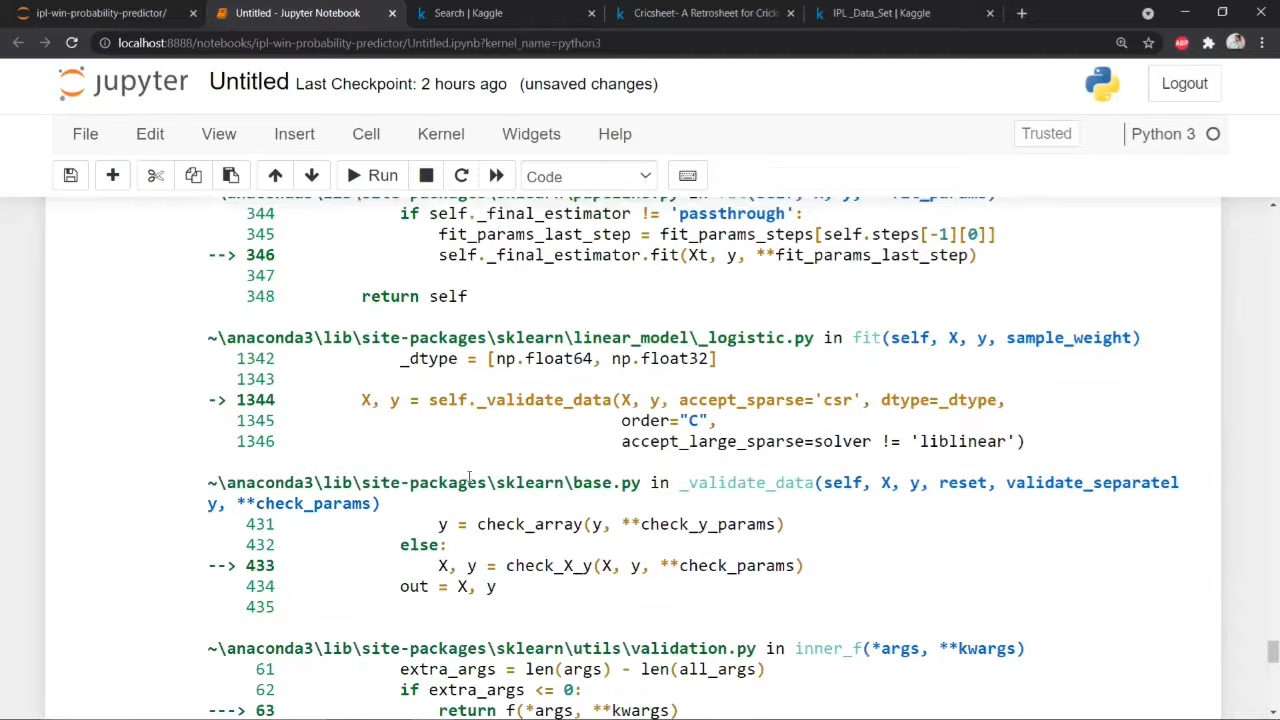 ipl-win-probability-predictor/
Untitled - Jupyter Notebook
Search | Kaggle
Cricsheet- A Retrosheet for Crick
IPL _Data_Set | Kaggle
localhost:8888/notebooks/ipl-win-probability-predictor/Untitled.ipynb?kernel_name=python3
ABP
jupyter Untitled Last Checkpoint: 2 hours ago (unsaved changes)
Logout
File Edit View Insert Cell Kernel Widgets Help
Trusted
Python 3
Run
Code
344 if self._final_estimator != 'passthrough':
345 fit_params_last_step = fit_params_steps[self.steps[-1][0]]
--> 346 self._final_estimator.fit(Xt, y, **fit_params_last_step)
347
348 return self
~\anaconda3\lib\site-packages\sklearn\linear_model\_logistic.py in fit(self, X, y, sample_weight)
1342 _dtype = [np.float64, np.float32]
1343
-> 1344 X, y = self._validate_data(X, y, accept_sparse='csr', dtype=_dtype,
1345 order="C",
1346 accept_large_sparse=solver != 'liblinear')
~\anaconda3\lib\site-packages\sklearn\base.py in _validate_data(self, X, y, reset, validate_separatel
y, **check_params)
431 y = check_array(y, **check_y_params)
432 else:
--> 433 X, y = check_X_y(X, y, **check_params)
434 out = X, y
435
~\anaconda3\lib\site-packages\sklearn\utils\validation.py in inner_f(*args, **kwargs)
61 extra_args = len(args) - len(all_args)
62 if extra_args <= 0:
---> 63 return f(*args, **kwargs)